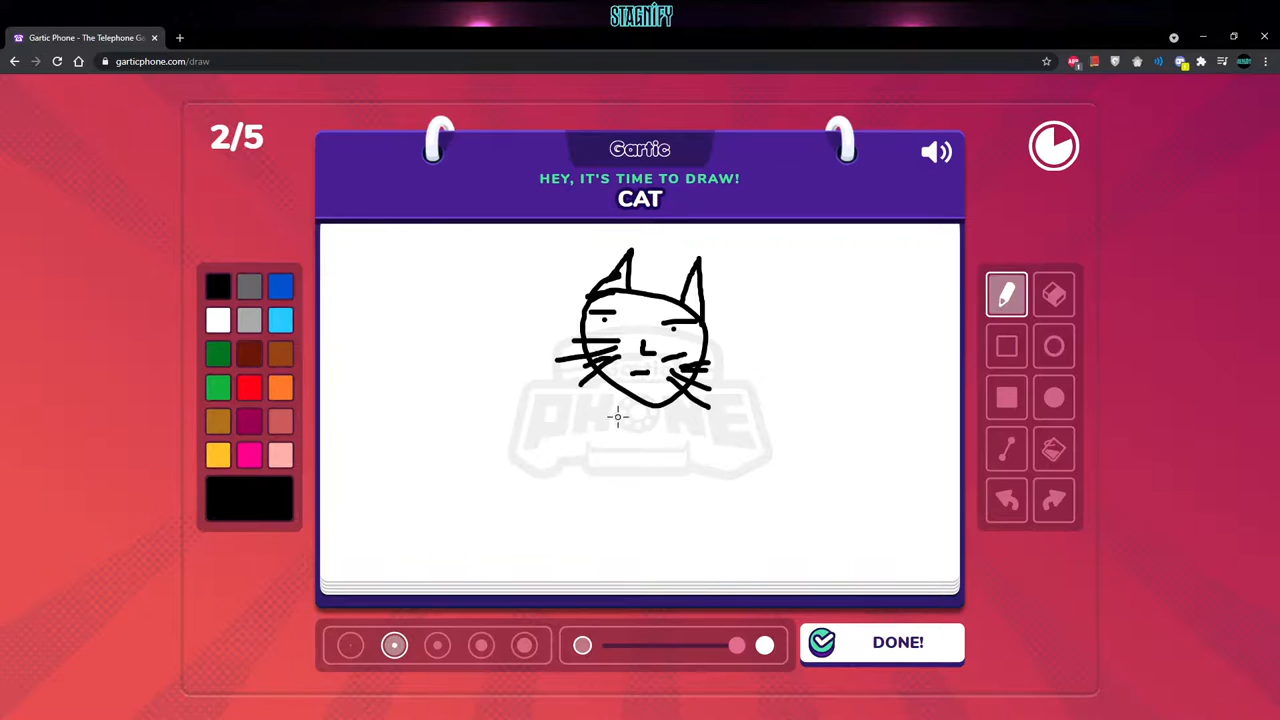 STAGNIFY
Gartic Phone - The Telephone Ga
garticphone.com/draw
2/5
Gartic
HEY, IT'S TIME TO DRAW!
CAT
PHONE
DONE!